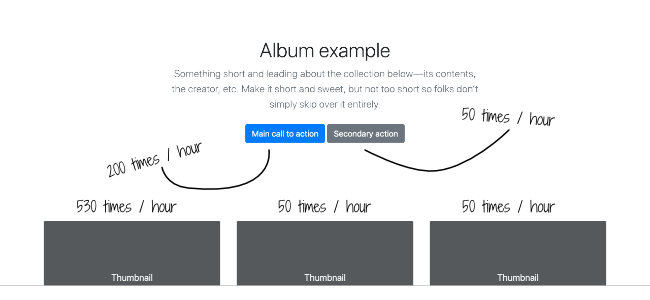 Album example
Something short and leading about the collection below—its contents,
the creator, etc. Make it short and sweet, but not too short so folks don't
simply skip over it entirely.
50 times / hour
Main call to action Secondary action
200 times / hour
530 times / hour 50 times / hour 50 times / hour
Thumbnail Thumbnail Thumbnail